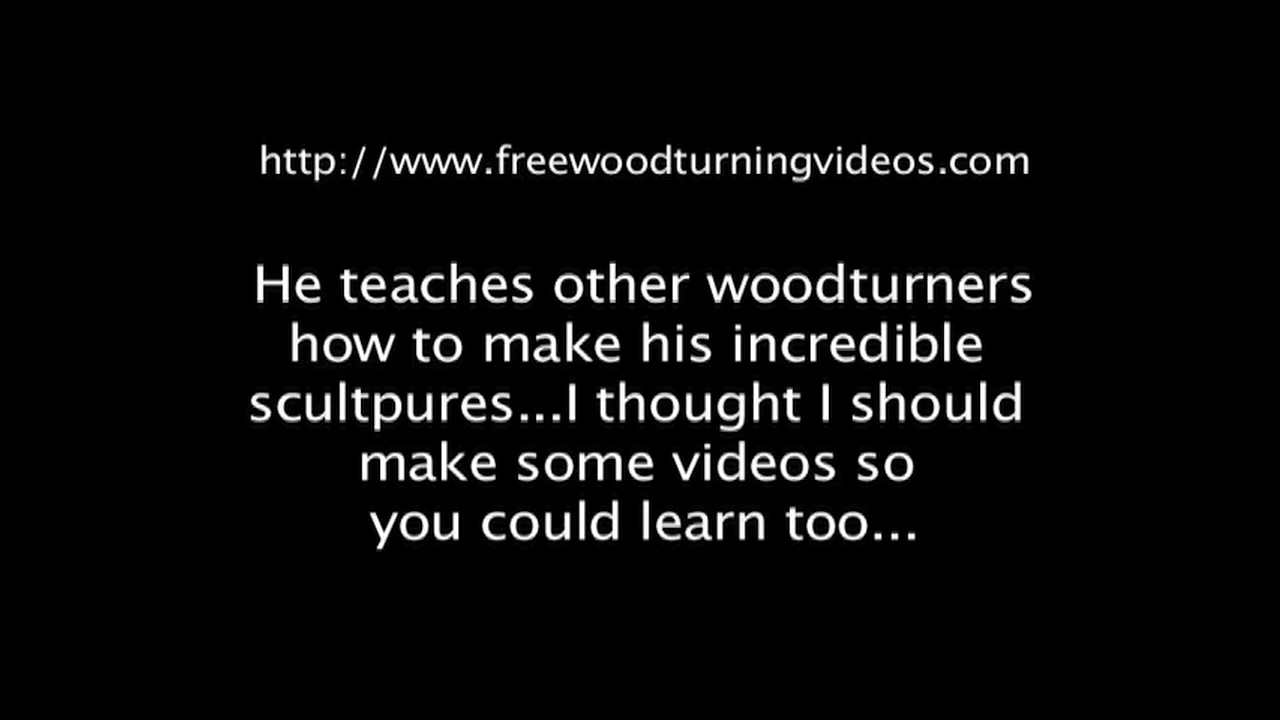 http://www.freewoodturningvideos.com
He teaches other woodturners
how to make his incredible
scultpures...I thought I should
make some videos so
you could learn too...